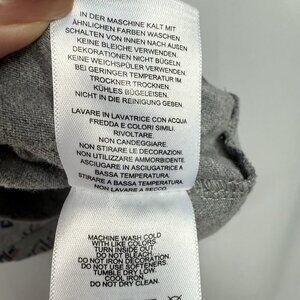 IN DER MASCHINE KALT MIT
ÄHNLICHEN FARBEN WASCHEN,
SCHALTEN VON INNEN NACH AUSSEN
KEINE BLEICHE VERWENDEN.
DEKORATIONEN NICHT BÜGELN
KEINE WEICHSPÜLER VERWENDEN
BEI GERINGER TEMPERATUR IM
TROCKNER TROCKNEN.
KÜHLES BÜGELEISEN.
NICHT IN DIE REINIGUNG GEBEN.
LAVARE IN LAVATRICE CON ACQUA
FREDDA E COLORI SIMILI.
RIVOLTARE
NON CANDEGGIARE.
NON STIRARE LE DECORAZIONI.
NON UTILIZZARE AMMORBIDENTE.
ASCIUGARE IN ASCIUGATRICE A
BASSA TEMPERATURA.
STIRARE A BASSA TEMPERATURA.
NON LAVARE A SECCO.
MACHINE WASH COLD
WITH LIKE COLORS.
TURN INSIDE OUT
DO NOT BLEACH.
DO NOT IRON DECORATION.
DO NOT USE SOFTENERS.
TUMBLE DRY LOW.
COOL IRON.
DO NOT DRY CLEAN.